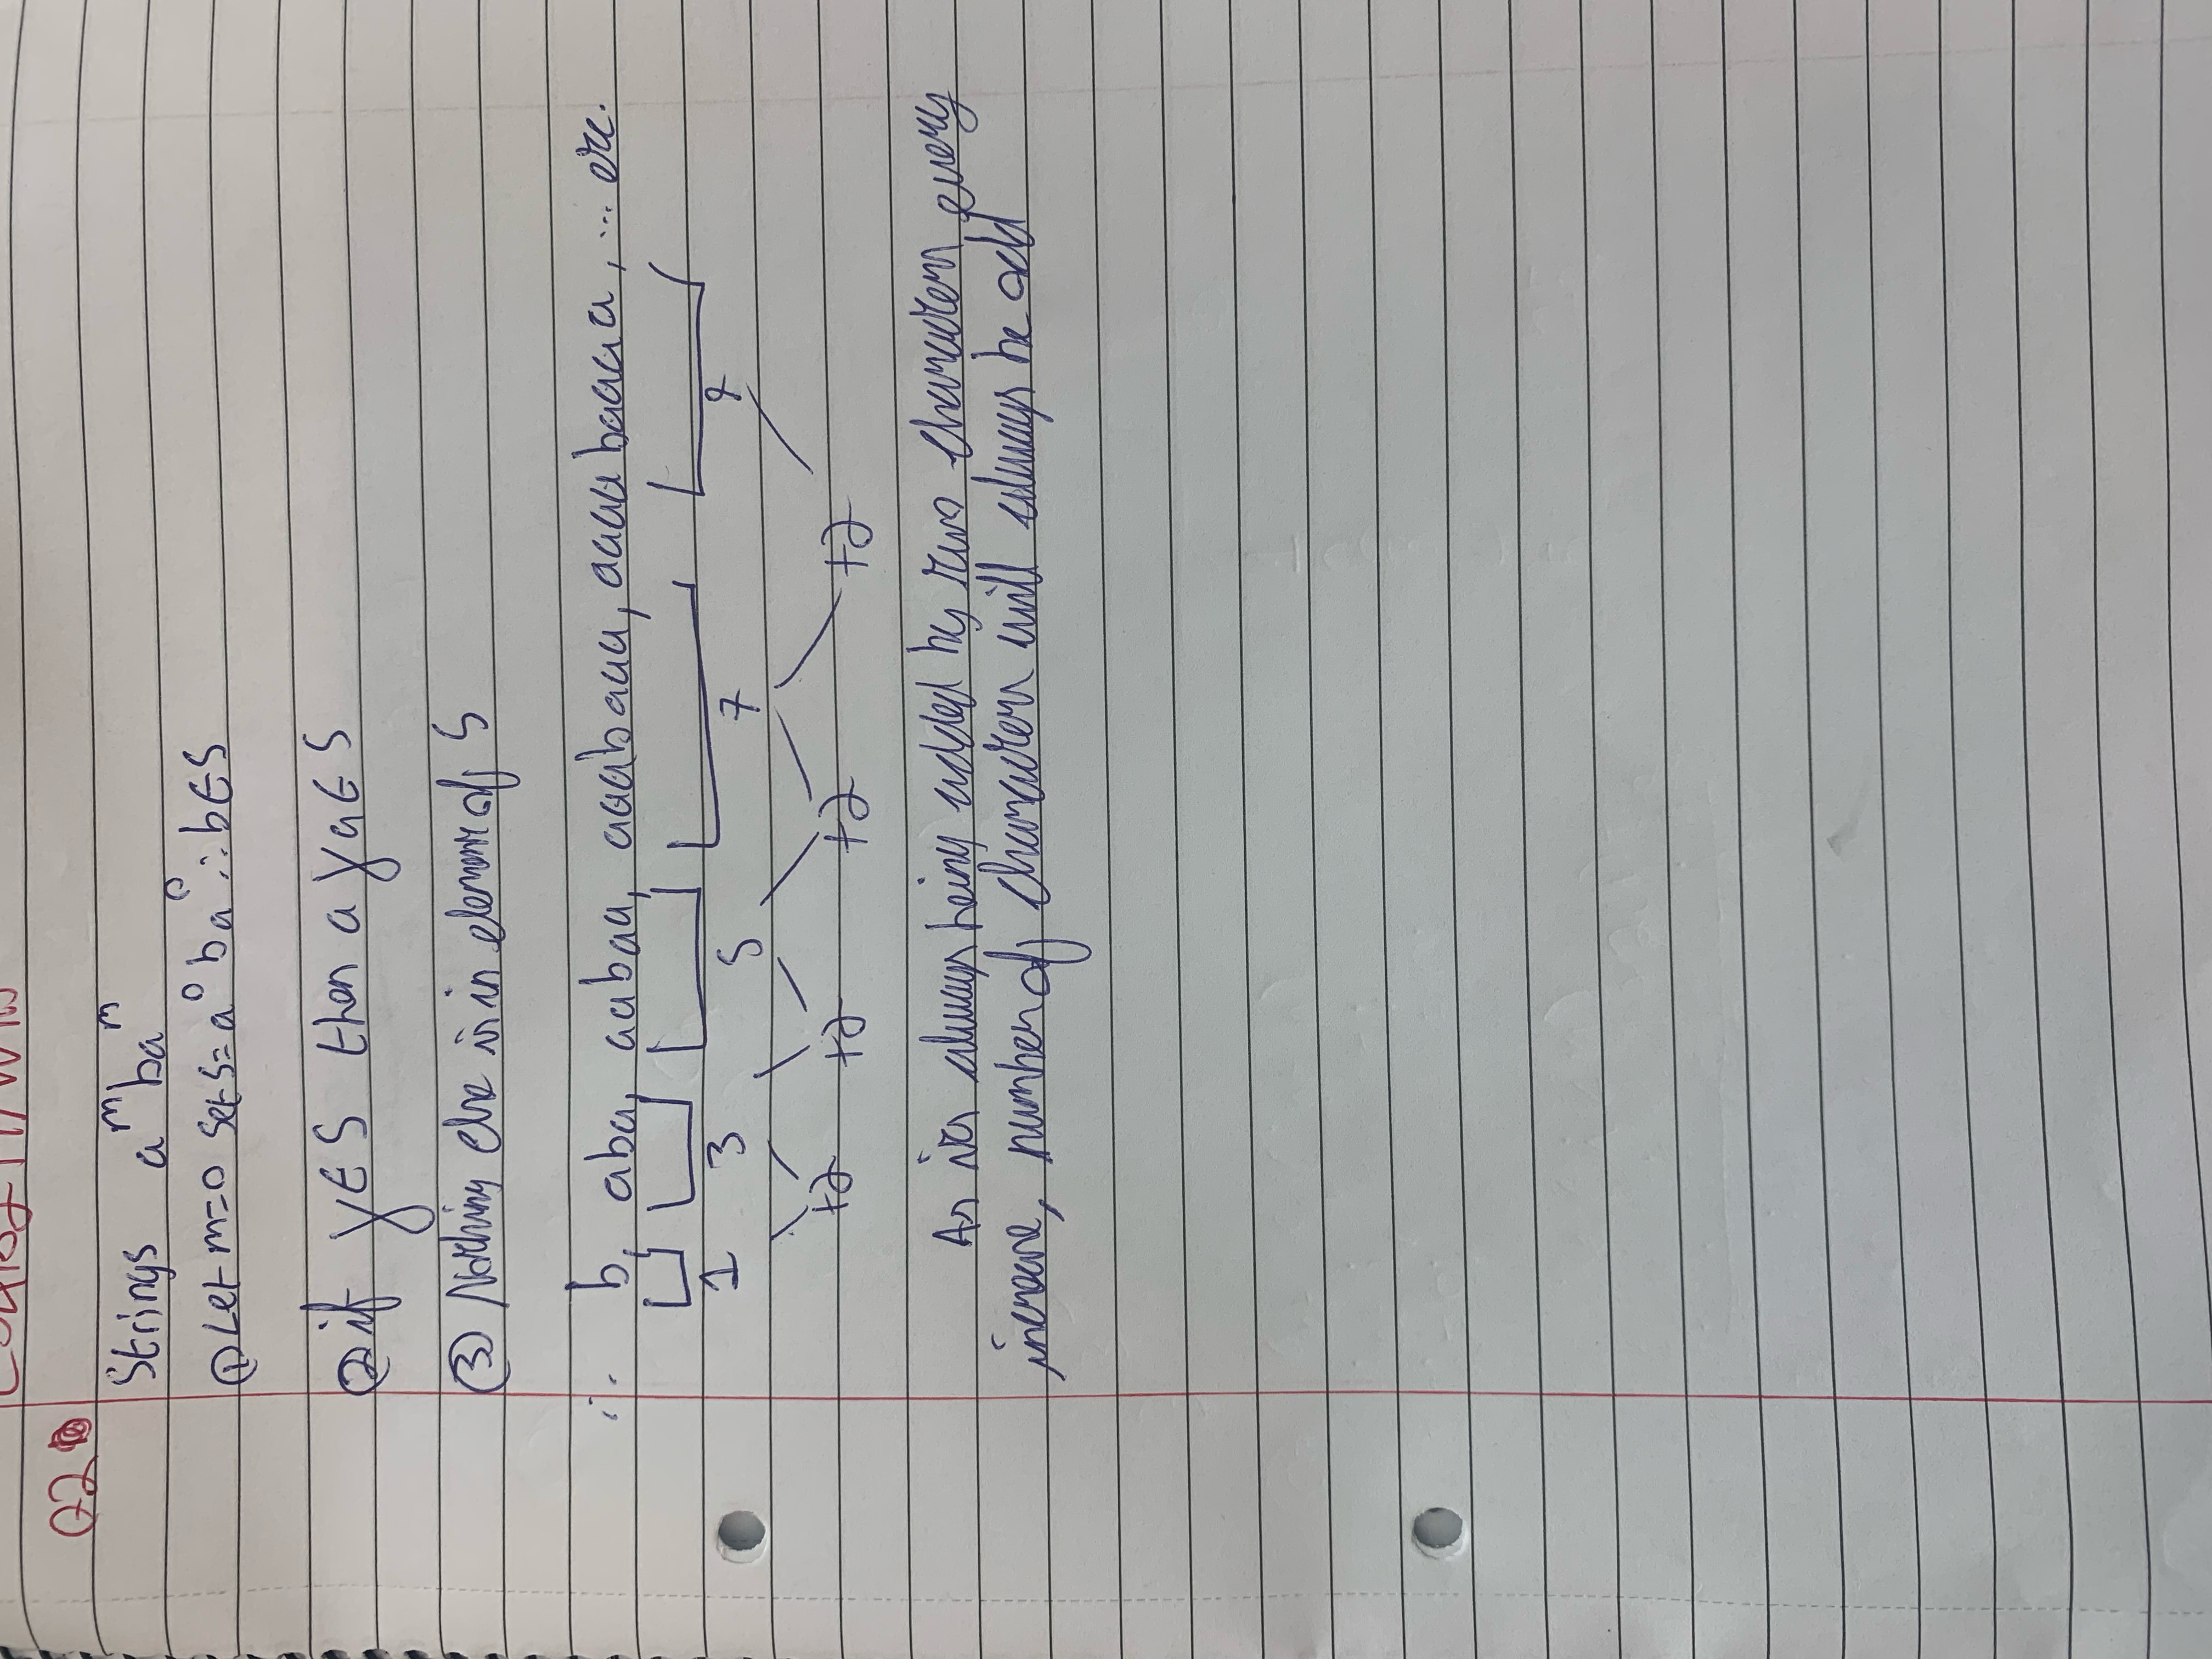 Q2
Strings a^m ba^m
① Let m=0 Set S= a^0 ba^0 ∴ b∈S
② if y∈S then a y a∈S
③ Nothing else is in element of S
∴ b, aba, aabaa, aaabaaa, aaaabaaaa, ... etc.
1 3 5 7 9
+2 +2 +2 +2
As its always being added by two characters every
increase, number of characters will always be odd